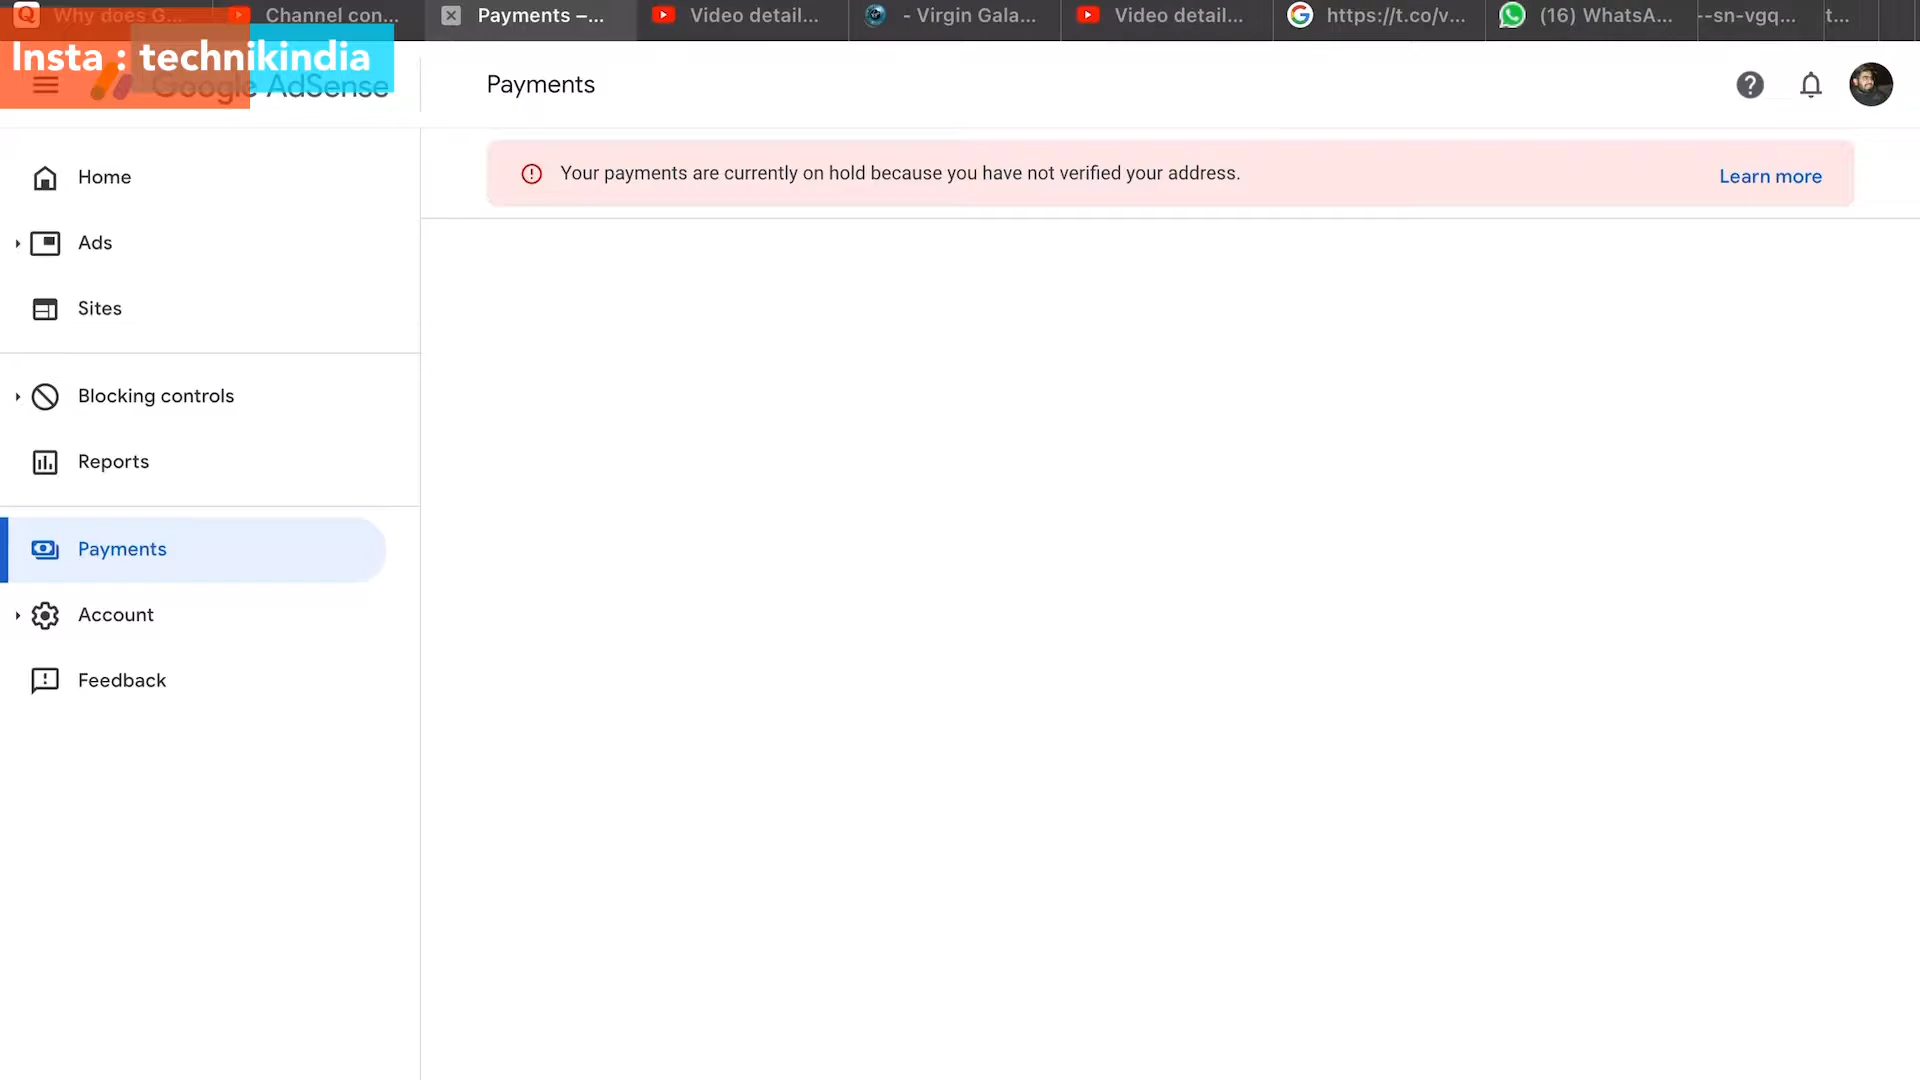 Why does G...
Channel con...
Payments –...
Video detail...
- Virgin Gala...
Video detail...
https://t.co/v...
(16) WhatsA...
--sn-vgq...
t...
Insta : technikindia
Google AdSense
Payments
Your payments are currently on hold because you have not verified your address.
Learn more
Home
Ads
Sites
Blocking controls
Reports
Payments
Account
Feedback